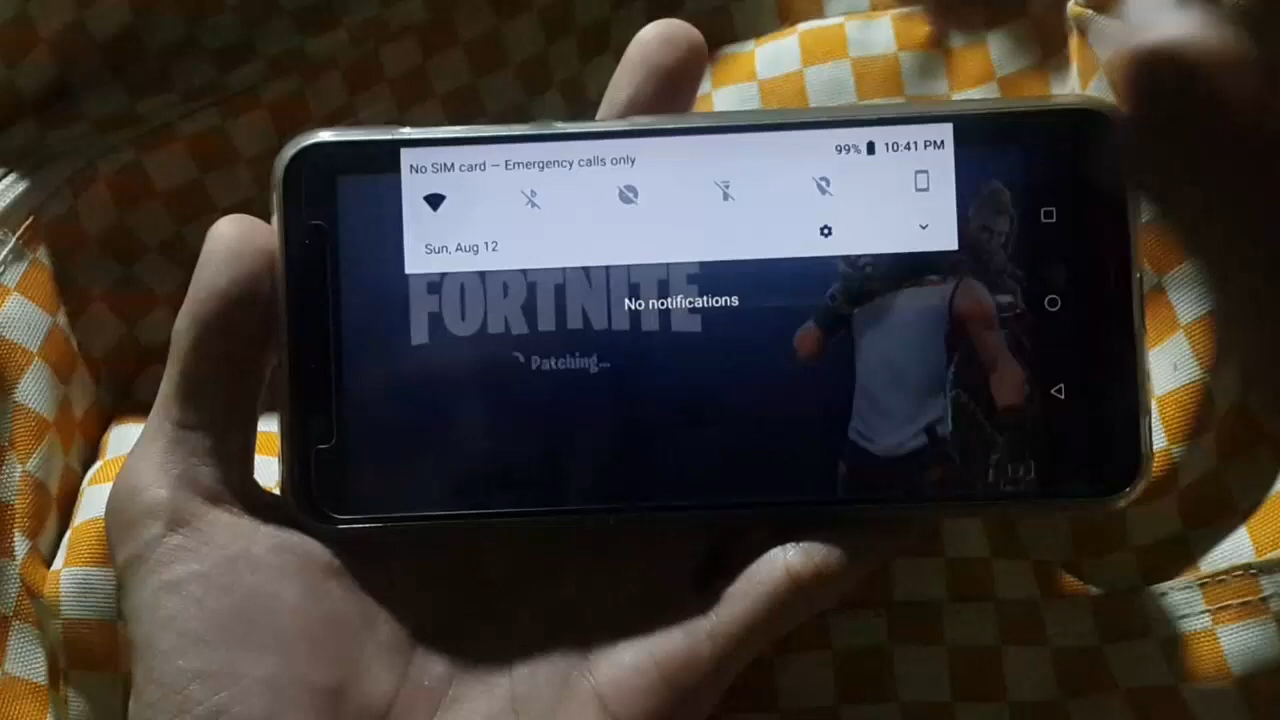 No SIM card – Emergency calls only
99% 10:41 PM
Sun, Aug 12
FORTNITE
No notifications
Patching...